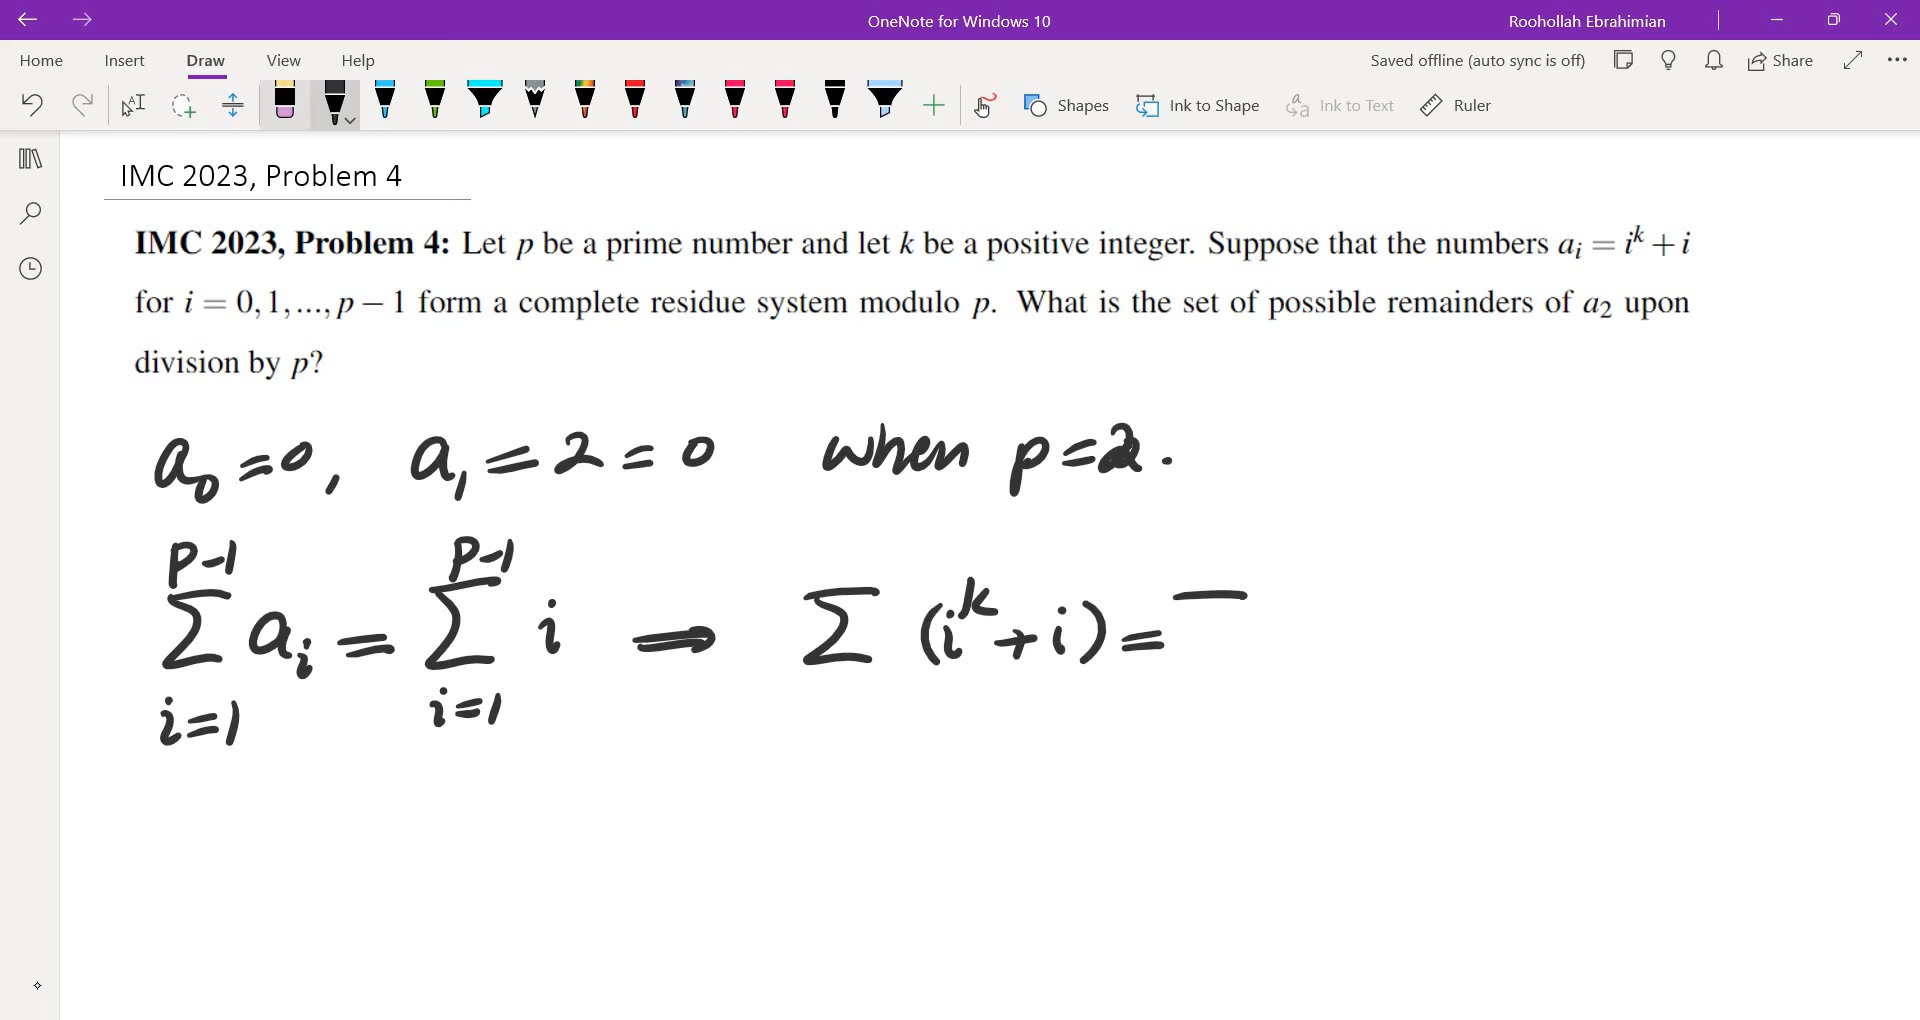 OneNote for Windows 10 Roohollah Ebrahimian
Home Insert Draw View Help Saved offline (auto sync is off) Share
Shapes Ink to Shape Ink to Text Ruler
IMC 2023, Problem 4
IMC 2023, Problem 4: Let p be a prime number and let k be a positive integer. Suppose that the numbers a_i = i^k + i
for i = 0, 1, ..., p − 1 form a complete residue system modulo p. What is the set of possible remainders of a_2 upon
division by p?
a_0 = 0, a_1 = 2 = 0 when p = 2.
∑_{i=1}^{p-1} a_i = ∑_{i=1}^{p-1} i ⇒ ∑ (i^k + i) =